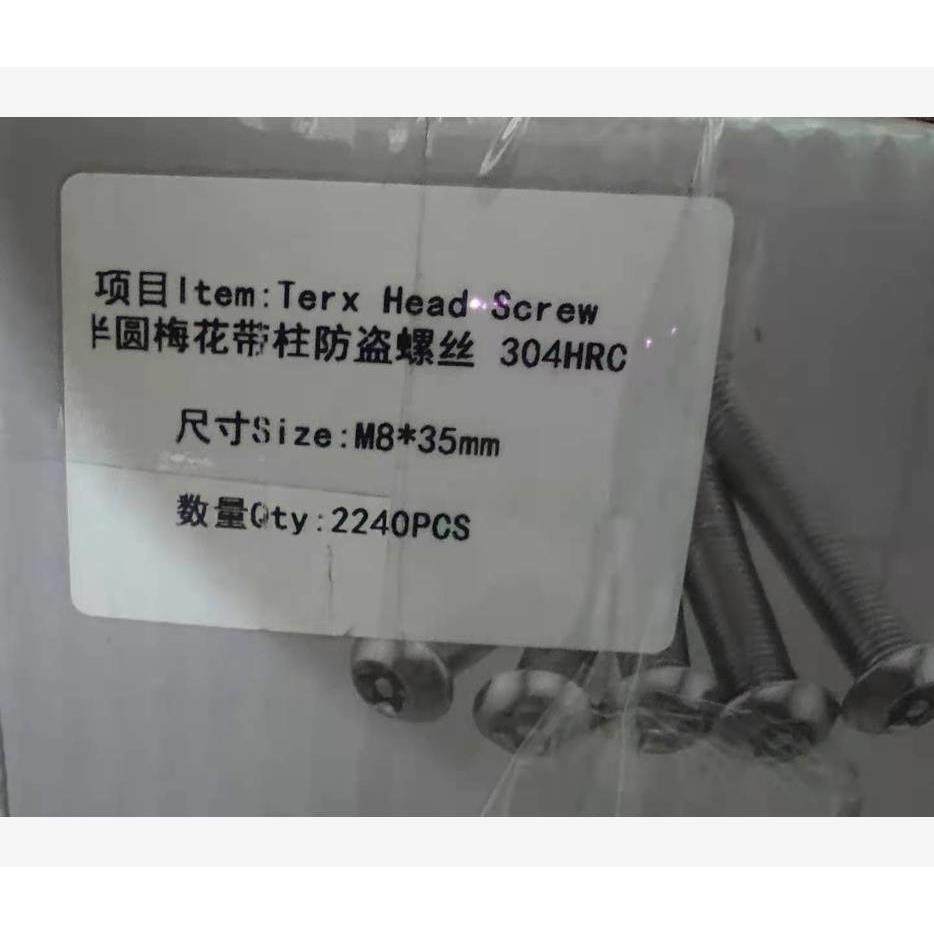 项目Item:Terx Head Screw
半圆梅花带柱防盗螺丝 304HRC
尺寸Size:M8*35mm
数量Qty:2240PCS